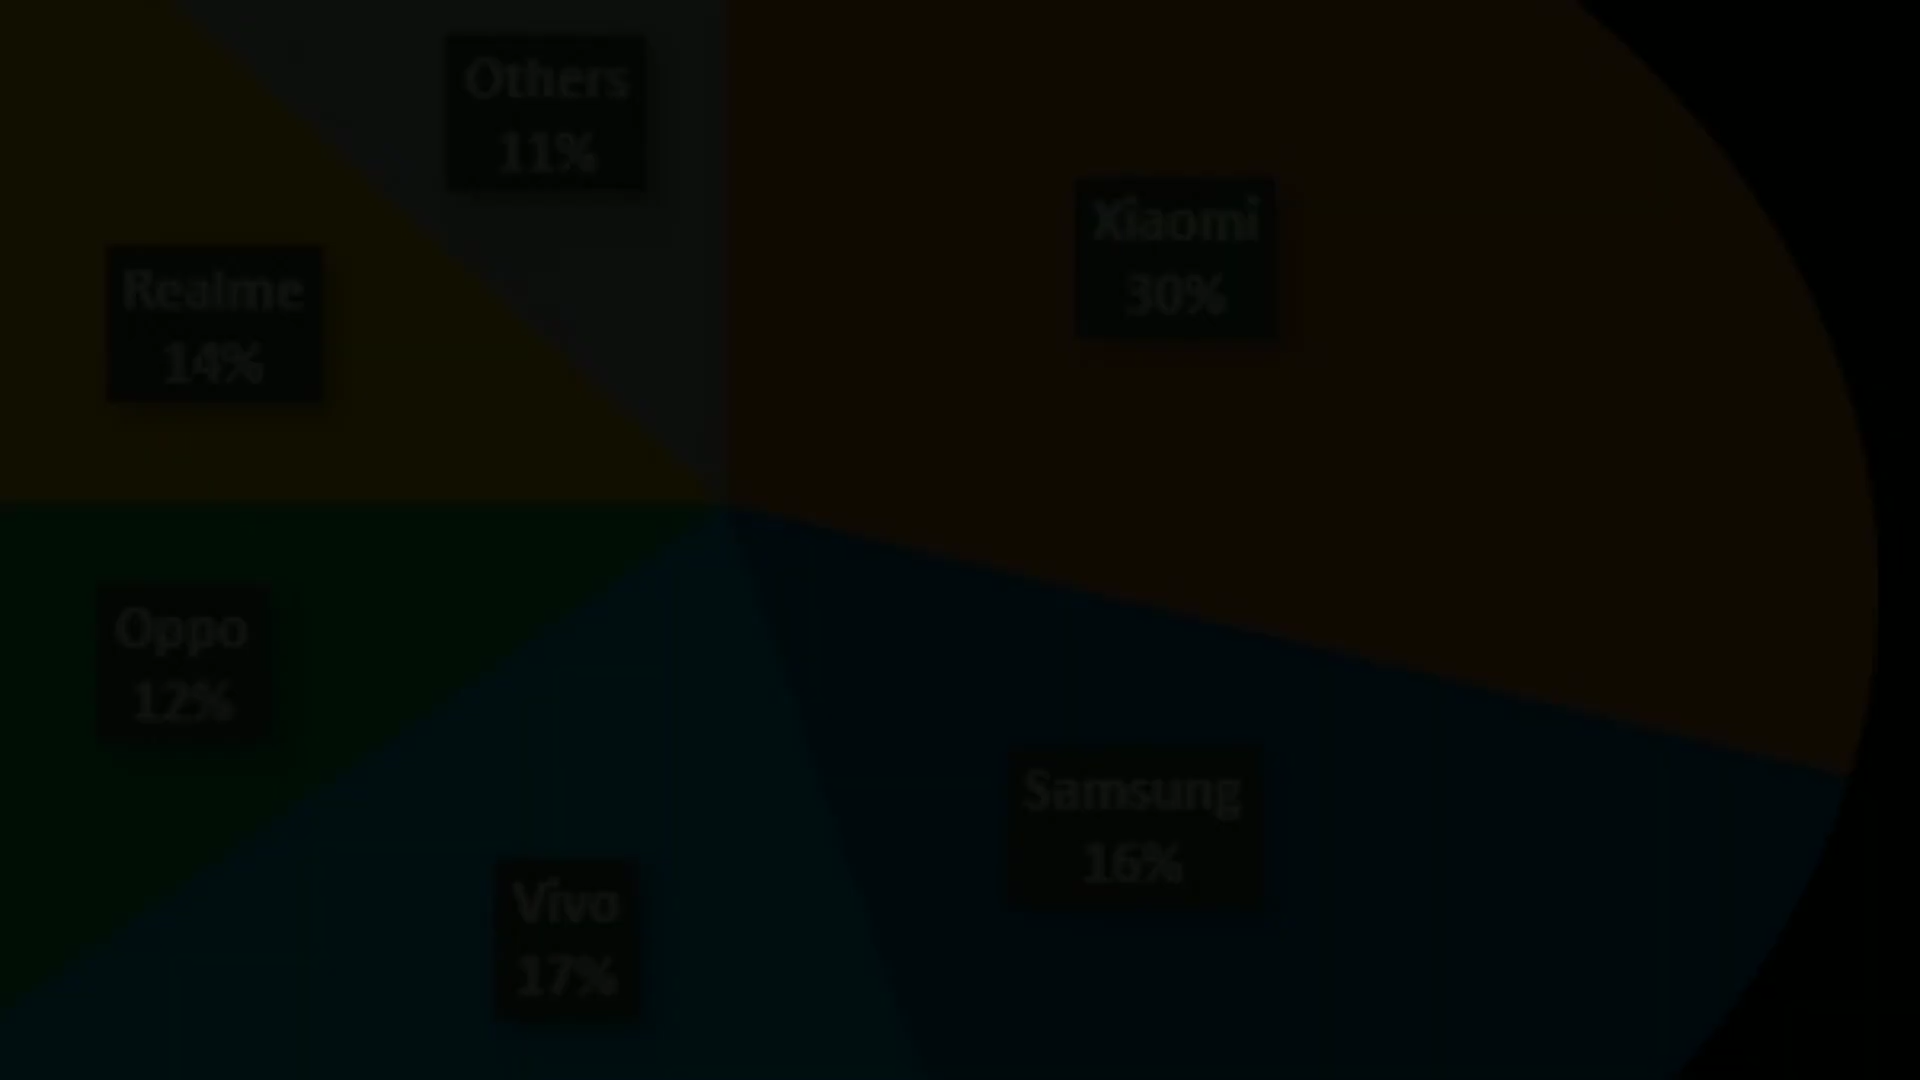 Others
11%
Xiaomi
30%
Realme
14%
Oppo
12%
Samsung
16%
Vivo
17%